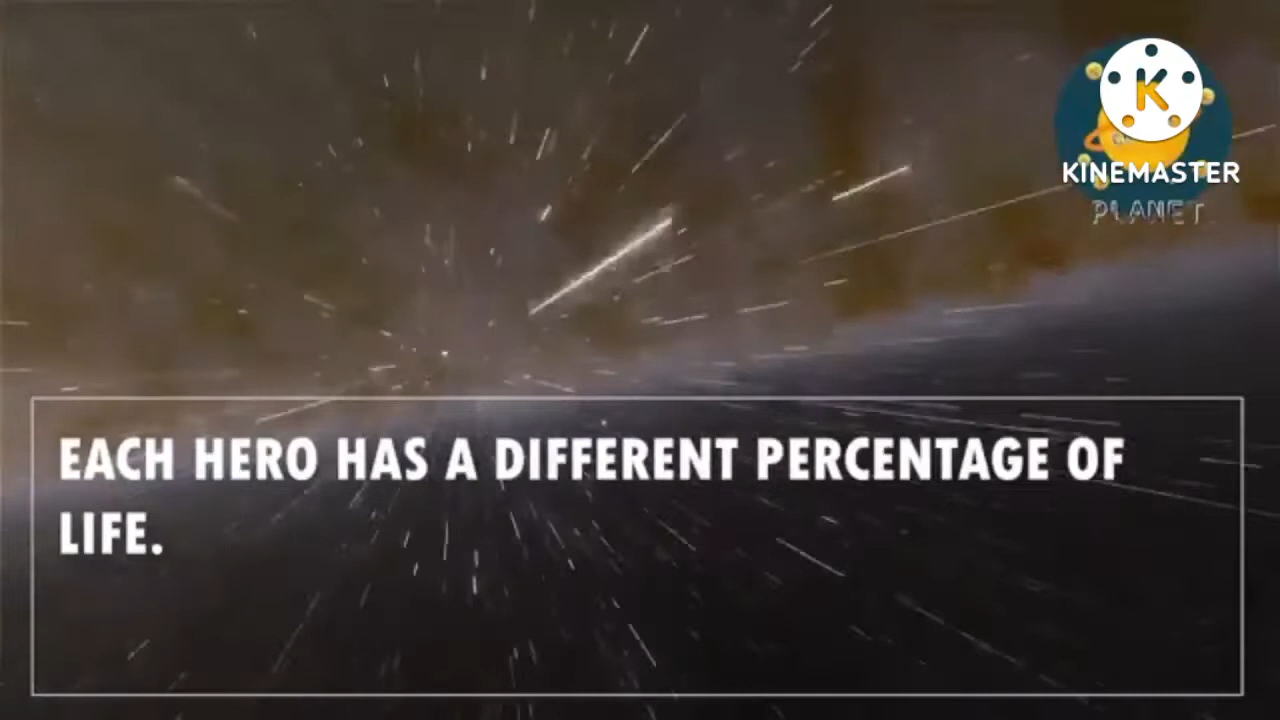 K
KINEMASTER
PLANET
EACH HERO HAS A DIFFERENT PERCENTAGE OF
LIFE.